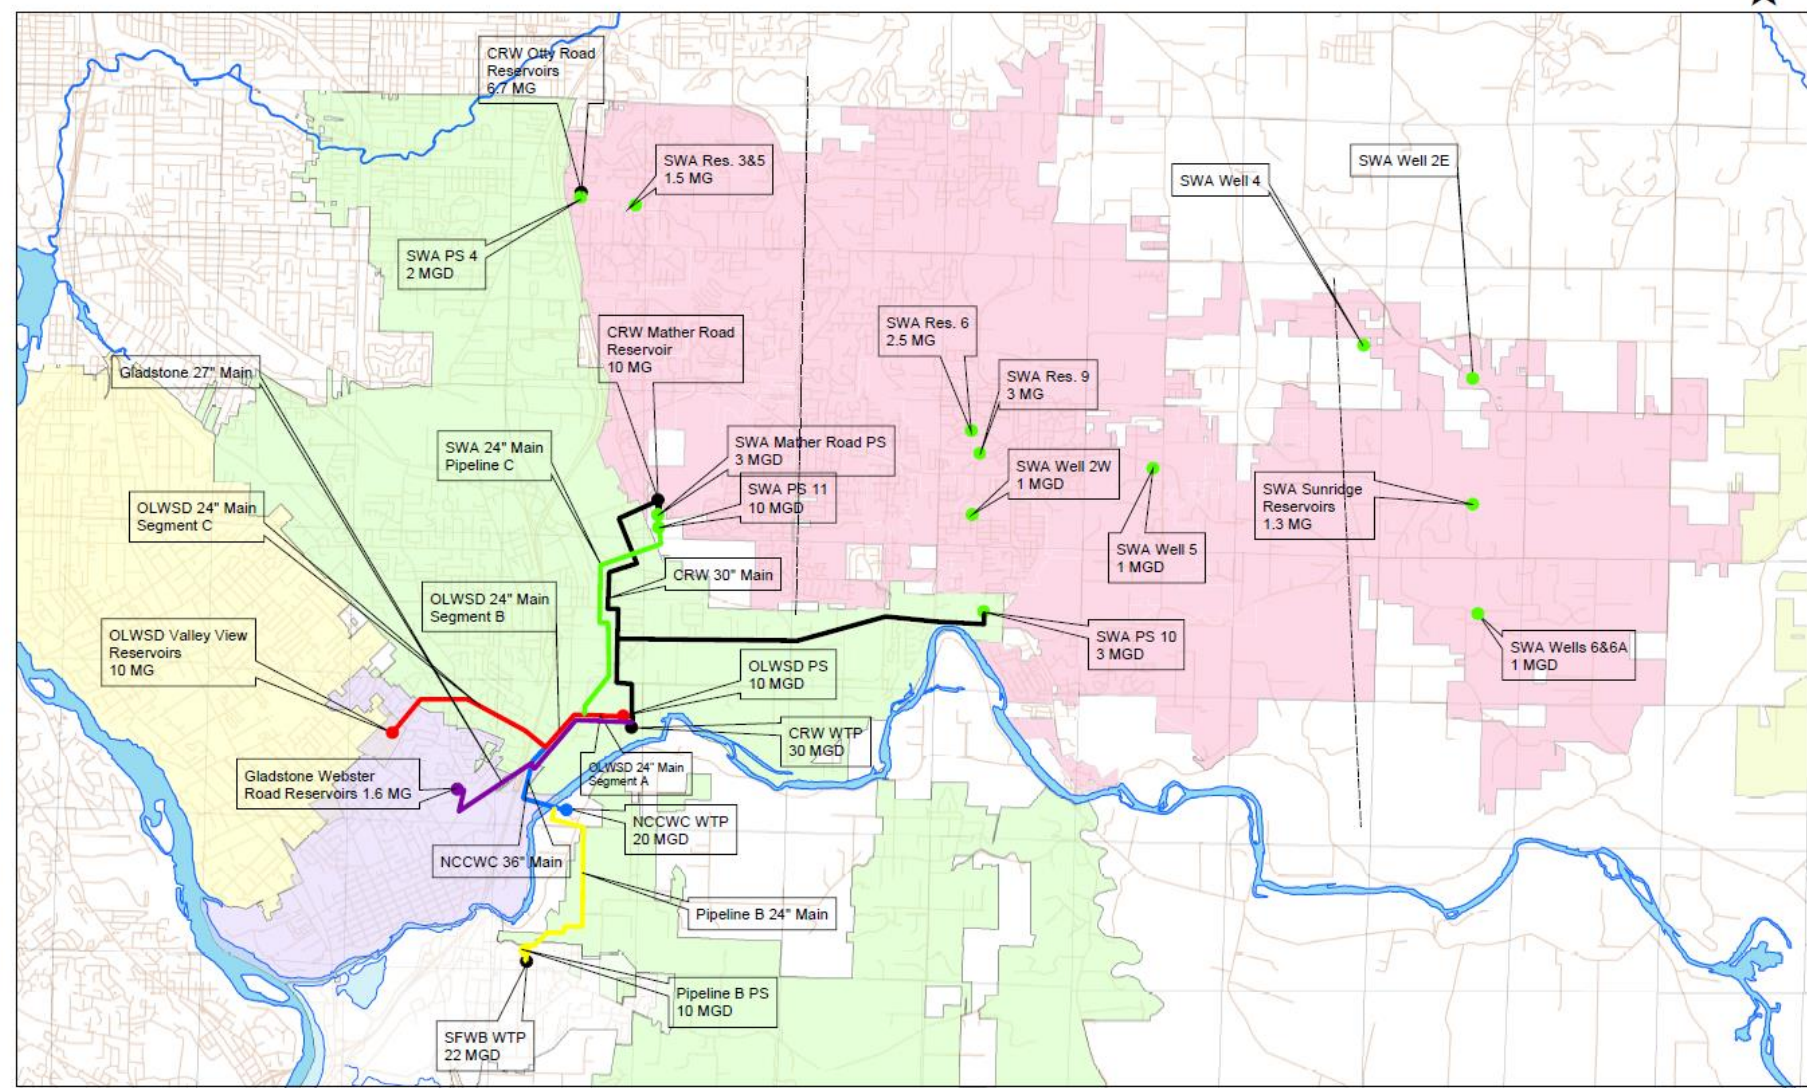 CRW Otty Road
Reservoirs
6.7 MG
SWA Res. 3&5
1.5 MG
SWA Well 4
SWA Well 2E
SWA PS 4
2 MGD
CRW Mather Road
Reservoir
10 MG
SWA Res. 6
2.5 MG
Gladstone 27" Main
SWA Res. 9
3 MG
SWA 24" Main
Pipeline C
SWA Mather Road PS
3 MGD
SWA Well 2W
1 MGD
SWA PS 11
10 MGD
SWA Sunridge
Reservoirs
1.3 MG
OLWSD 24" Main
Segment C
SWA Well 5
1 MGD
CRW 30" Main
OLWSD 24" Main
Segment B
OLWSD Valley View
Reservoirs
10 MG
SWA PS 10
3 MGD
SWA Wells 6&6A
1 MGD
OLWSD PS
10 MGD
CRW WTP
30 MGD
OLWSD 24" Main
Segment A
Gladstone Webster
Road Reservoirs 1.6 MG
NCCWC WTP
20 MGD
NCCWC 36" Main
Pipeline B 24" Main
Pipeline B PS
10 MGD
SFWB WTP
22 MGD